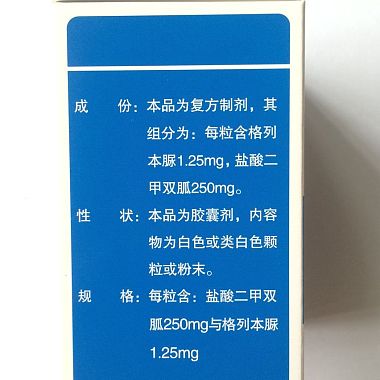 成 份：本品为复方制剂，其
组分为：每粒含格列
本脲1.25mg，盐酸二
甲双胍250mg。
性 状：本品为胶囊剂，内容
物为白色或类白色颗
粒或粉末。
规 格：每粒含：盐酸二甲双
胍250mg与格列本脲
1.25mg